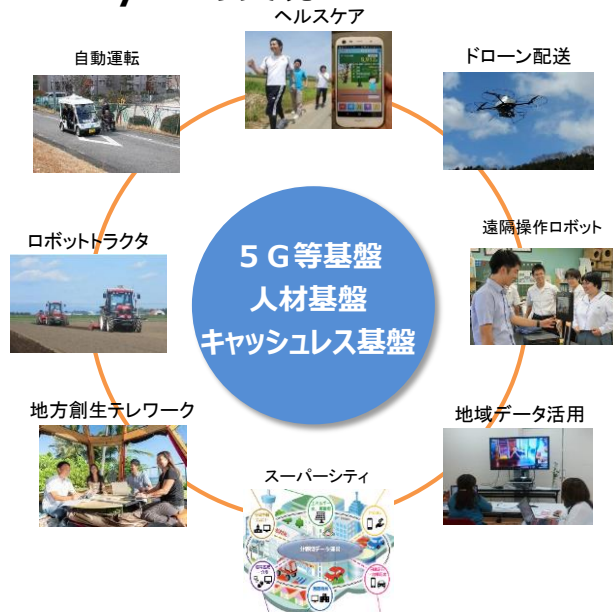 ヘルスケア
自動運転
ドローン配送
ロボットトラクタ
遠隔操作ロボット
5G等基盤
人材基盤
キャッシュレス基盤
地方創生テレワーク
地域データ活用
スーパーシティ